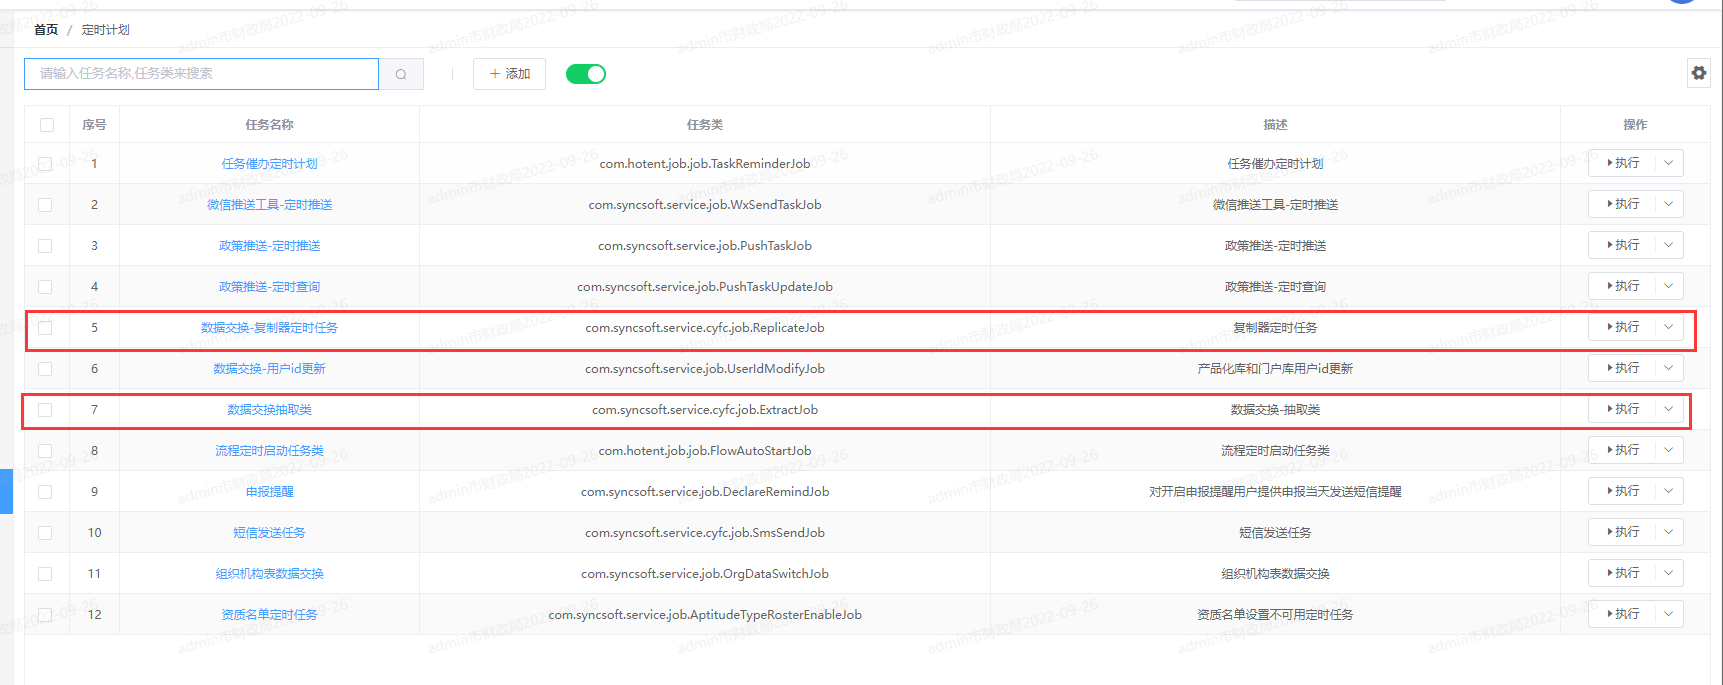 首页 / 定时计划
请输入任务名称,任务类来搜索
添加
序号 任务名称 任务类 描述 操作
1 任务催办定时计划 com.hotent.job.job.TaskReminderJob 任务催办定时计划 执行
2 微信推送工具-定时推送 com.syncsoft.service.job.WxSendTaskJob 微信推送工具-定时推送 执行
3 政策推送-定时推送 com.syncsoft.service.job.PushTaskJob 政策推送-定时推送 执行
4 政策推送-定时查询 com.syncsoft.service.job.PushTaskUpdateJob 政策推送-定时查询 执行
5 数据交换-复制器定时任务 com.syncsoft.service.cyfc.job.ReplicateJob 复制器定时任务 执行
6 数据交换-用户id更新 com.syncsoft.service.job.UserIdModifyJob 产品化库和门户库用户id更新 执行
7 数据交换抽取类 com.syncsoft.service.cyfc.job.ExtractJob 数据交换-抽取类 执行
8 流程定时启动任务类 com.hotent.job.job.FlowAutoStartJob 流程定时启动任务类 执行
9 申报提醒 com.syncsoft.service.job.DeclareRemindJob 对开启申报提醒用户提供申报当天发送短信提醒 执行
10 短信发送任务 com.syncsoft.service.cyfc.job.SmsSendJob 短信发送任务 执行
11 组织机构表数据交换 com.syncsoft.service.job.OrgDataSwitchJob 组织机构表数据交换 执行
12 资质名单定时任务 com.syncsoft.service.job.AptitudeTypeRosterEnableJob 资质名单设置不可用定时任务 执行
admin市财政局2022-09-26